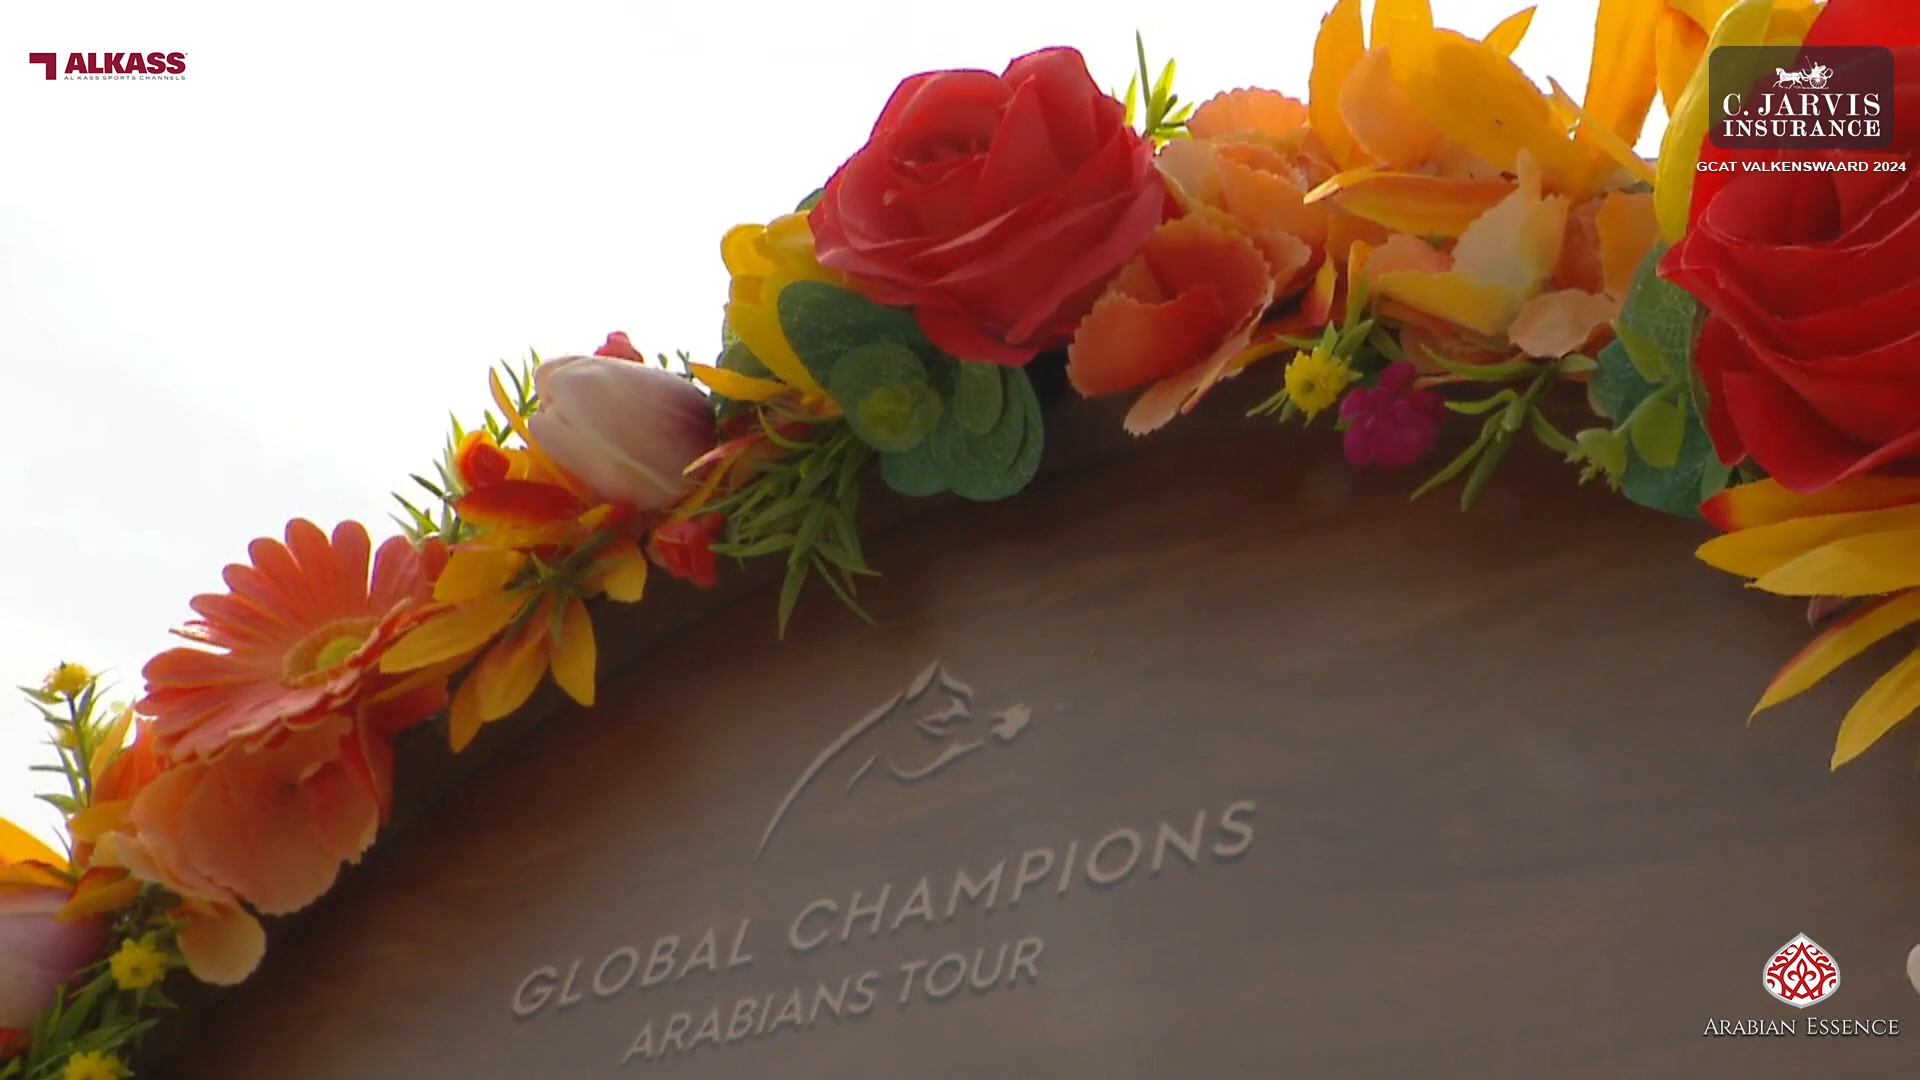 ALKASS
AL KASS SPORTS CHANNELS
C. JARVIS
INSURANCE
GCAT VALKENSWAARD 2024
GLOBAL CHAMPIONS
ARABIANS TOUR
ARABIAN ESSENCE